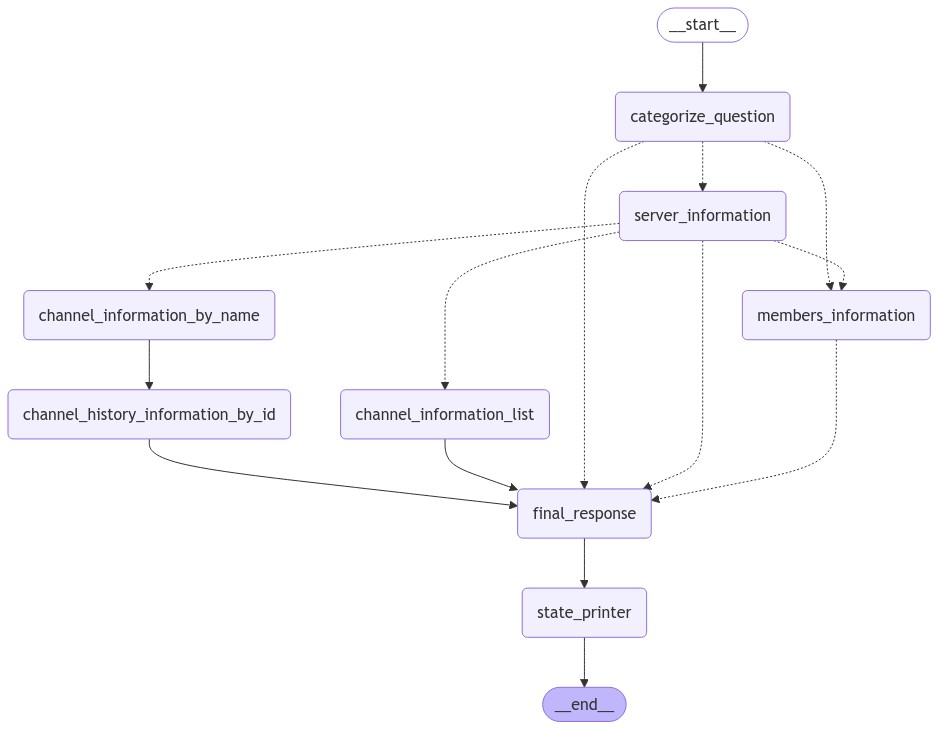 __start__
categorize_question
server_information
channel_information_by_name
members_information
channel_history_information_by_id
channel_information_list
final_response
state_printer
__end__